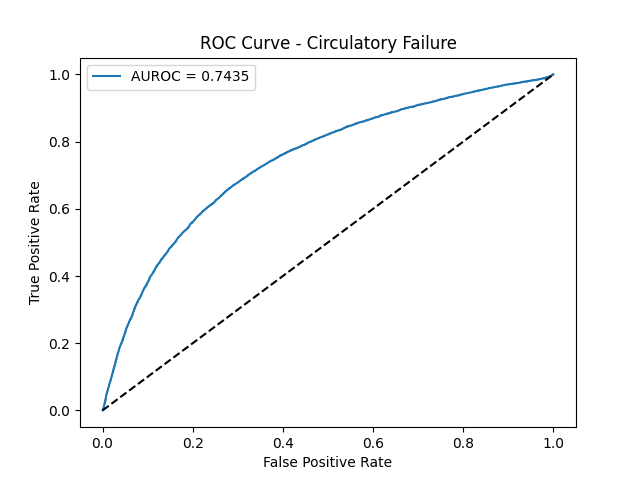 ROC Curve - Circulatory Failure
AUROC = 0.7435
True Positive Rate
1.0
0.8
0.6
0.4
0.2
0.0
0.0 0.2 0.4 0.6 0.8 1.0
False Positive Rate